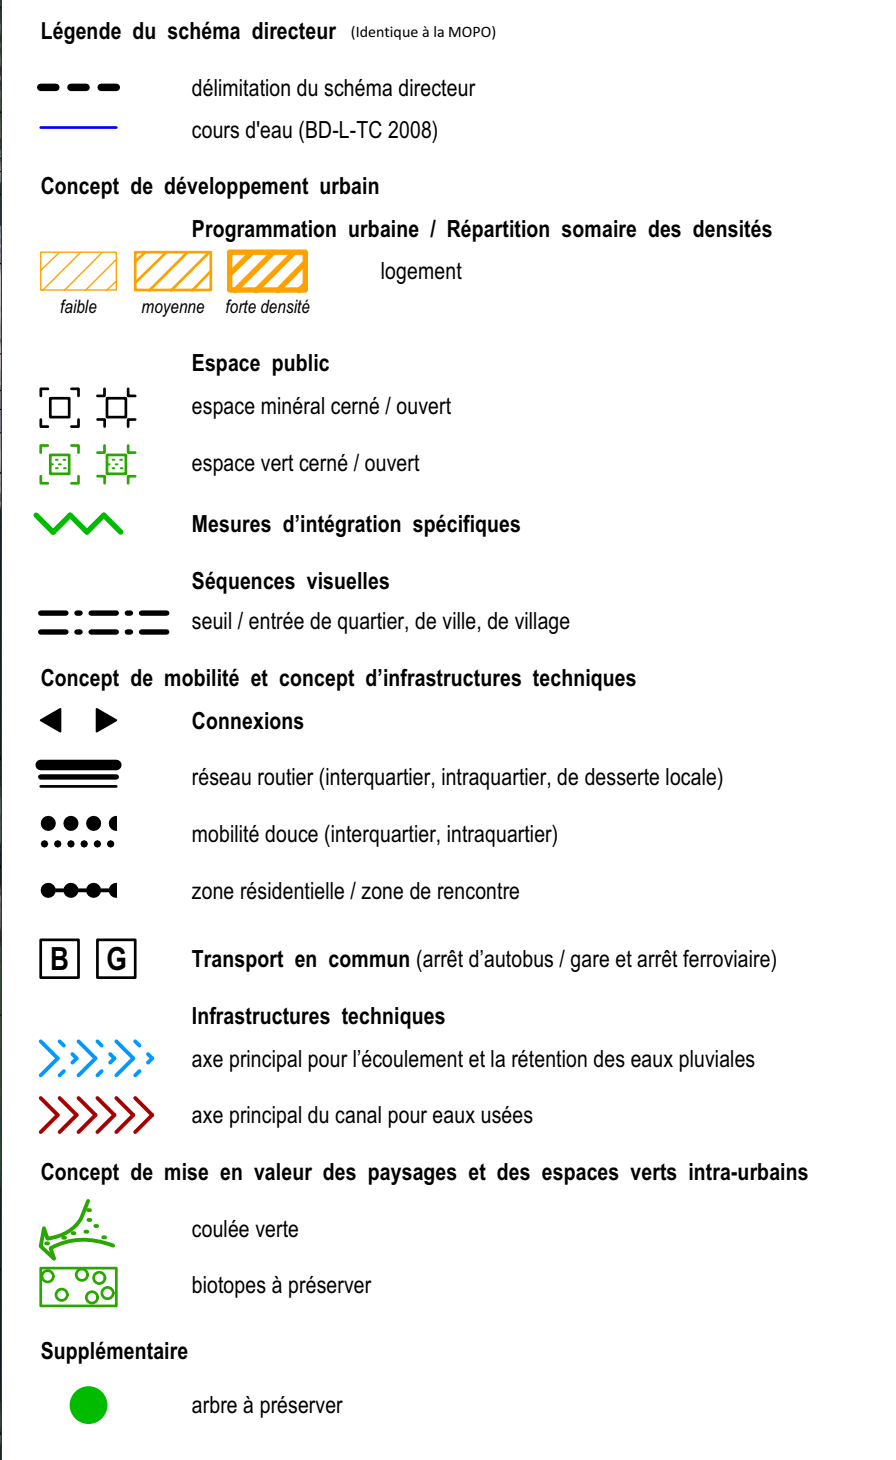 Légende du schéma directeur (Identique à la MOPO)
délimitation du schéma directeur
cours d'eau (BD-L-TC 2008)
Concept de développement urbain
Programmation urbaine / Répartition somaire des densités
logement
faible moyenne forte densité
Espace public
espace minéral cerné / ouvert
espace vert cerné / ouvert
Mesures d’intégration spécifiques
Séquences visuelles
seuil / entrée de quartier, de ville, de village
Concept de mobilité et concept d’infrastructures techniques
Connexions
réseau routier (interquartier, intraquartier, de desserte locale)
mobilité douce (interquartier, intraquartier)
zone résidentielle / zone de rencontre
B G Transport en commun (arrêt d’autobus / gare et arrêt ferroviaire)
Infrastructures techniques
axe principal pour l’écoulement et la rétention des eaux pluviales
axe principal du canal pour eaux usées
Concept de mise en valeur des paysages et des espaces verts intra-urbains
coulée verte
biotopes à préserver
Supplémentaire
arbre à préserver